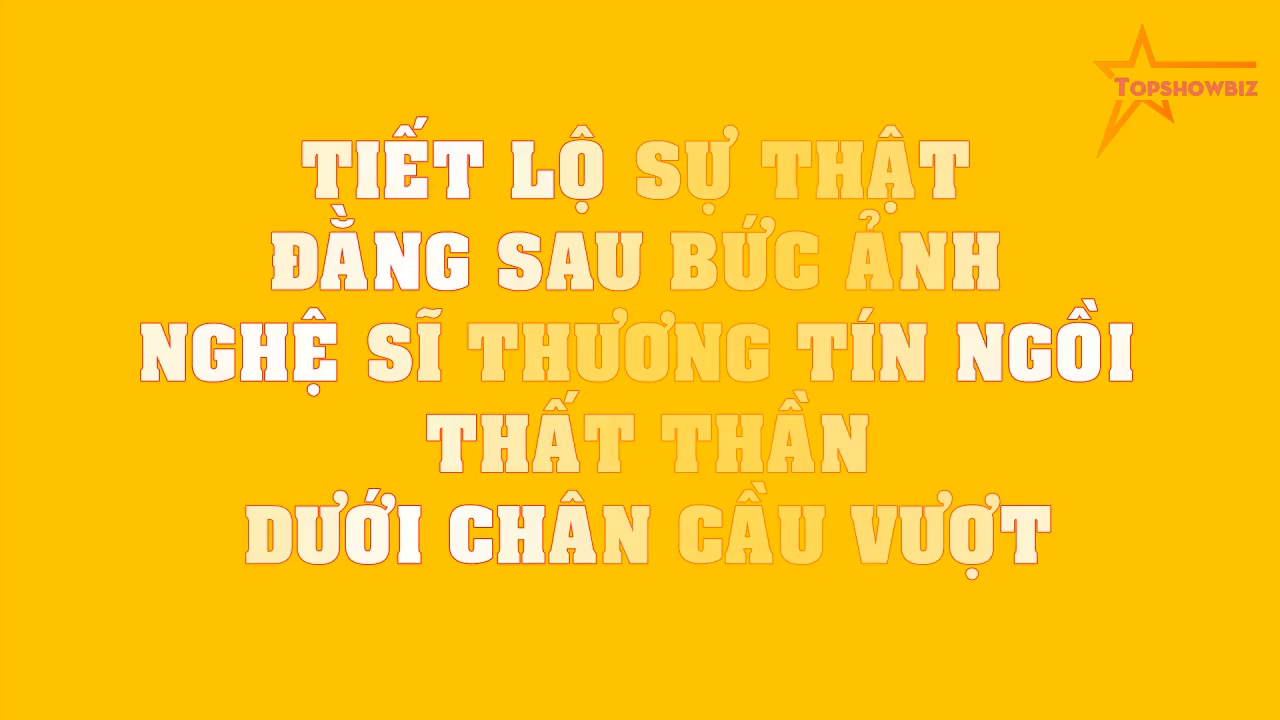 TOPSHOWBIZ
TIẾT LỘ SỰ THẬT
ĐẰNG SAU BỨC ẢNH
NGHỆ SĨ THƯƠNG TÍN NGỒI
THẤT THẦN
DƯỚI CHÂN CẦU VƯỢT